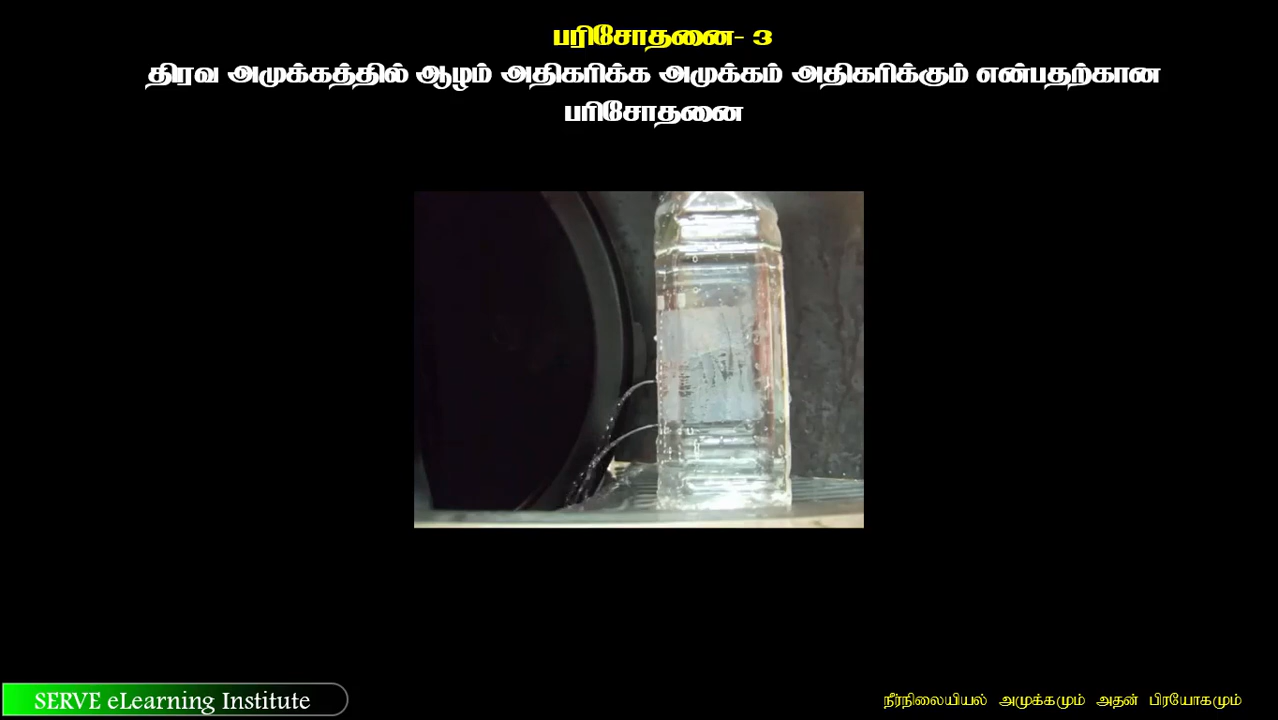 பரிசோதனை- 3
திரவ அமுக்கத்தில் ஆழம் அதிகரிக்க அமுக்கம் அதிகரிக்கும் என்பதற்கான
பரிசோதனை
SERVE eLearning Institute
நீர்நிலையியல் அமுக்கமும் அதன் பிரயோகமும்